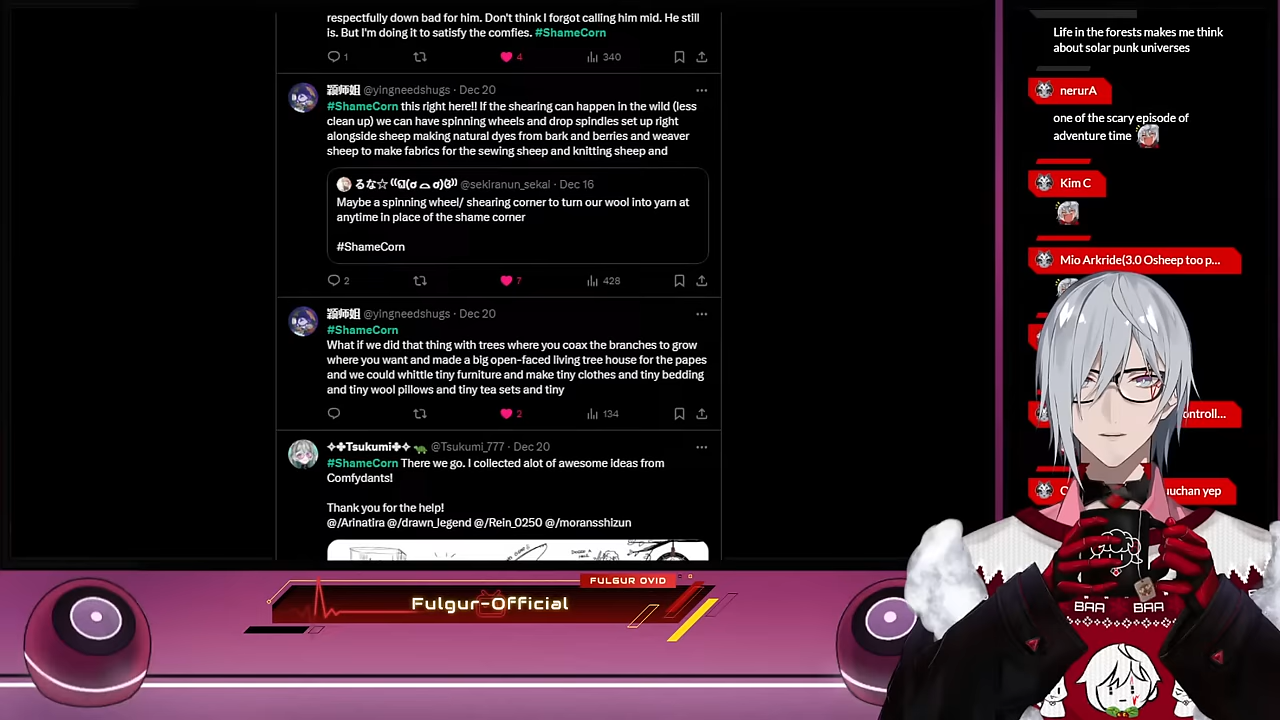 respectfully down bad for him. Don't think I forgot calling him mid. He still
is. But I'm doing it to satisfy the comfies. #ShameCorn
1
4
340
穎师姐 @yingneedshugs · Dec 20
#ShameCorn this right here!! If the shearing can happen in the wild (less
clean up) we can have spinning wheels and drop spindles set up right
alongside sheep making natural dyes from bark and berries and weaver
sheep to make fabrics for the sewing sheep and knitting sheep and
@sekiranun_sekai · Dec 16
Maybe a spinning wheel/ shearing corner to turn our wool into yarn at
anytime in place of the shame corner
#ShameCorn
2
7
428
穎师姐 @yingneedshugs · Dec 20
#ShameCorn
What if we did that thing with trees where you coax the branches to grow
where you want and made a big open-faced living tree house for the papes
and we could whittle tiny furniture and make tiny clothes and tiny bedding
and tiny wool pillows and tiny tea sets and tiny
2
134
✧✤Tsukumi✤✧ 🐢 @Tsukumi_777 · Dec 20
#ShameCorn There we go. I collected alot of awesome ideas from
Comfydants!
Thank you for the help!
@/Arinatira @/drawn_legend @/Rein_0250 @/moransshizun
Life in the forests makes me think
about solar punk universes
nerurA
one of the scary episode of
adventure time
Kim C
Mio Arkride(3.0 Osheep too p...
ontroll...
uuchan yep
BAA BAA
FULGUR OVID
Fulgur-Official